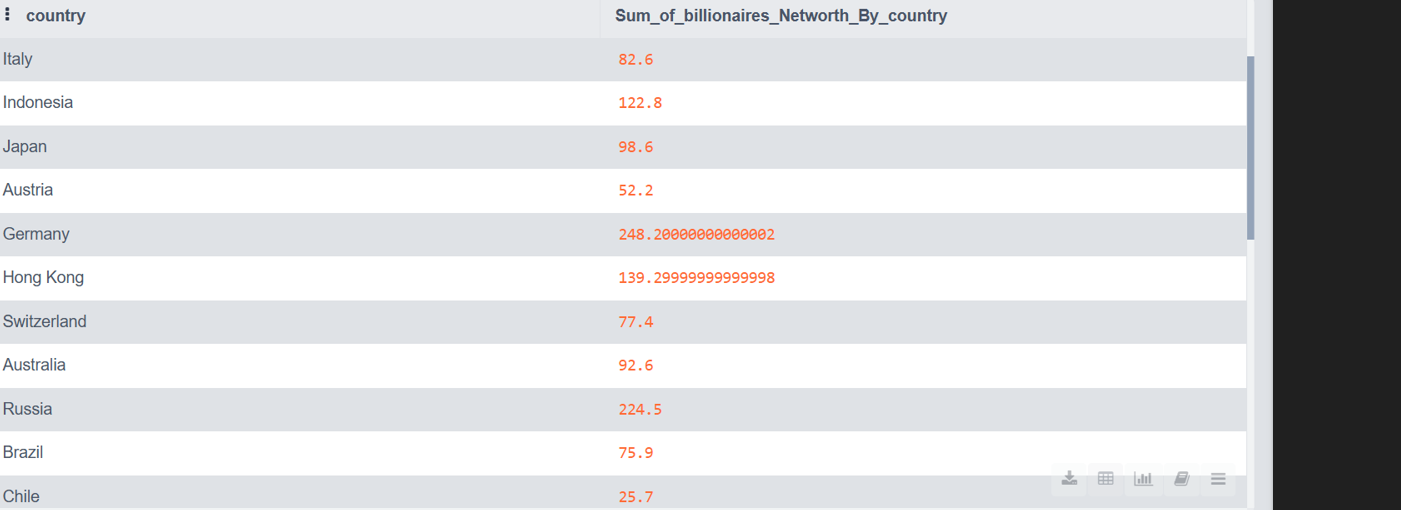 country Sum_of_billionaires_Networth_By_country
Italy 82.6
Indonesia 122.8
Japan 98.6
Austria 52.2
Germany 248.20000000000002
Hong Kong 139.29999999999998
Switzerland 77.4
Australia 92.6
Russia 224.5
Brazil 75.9
Chile 25.7